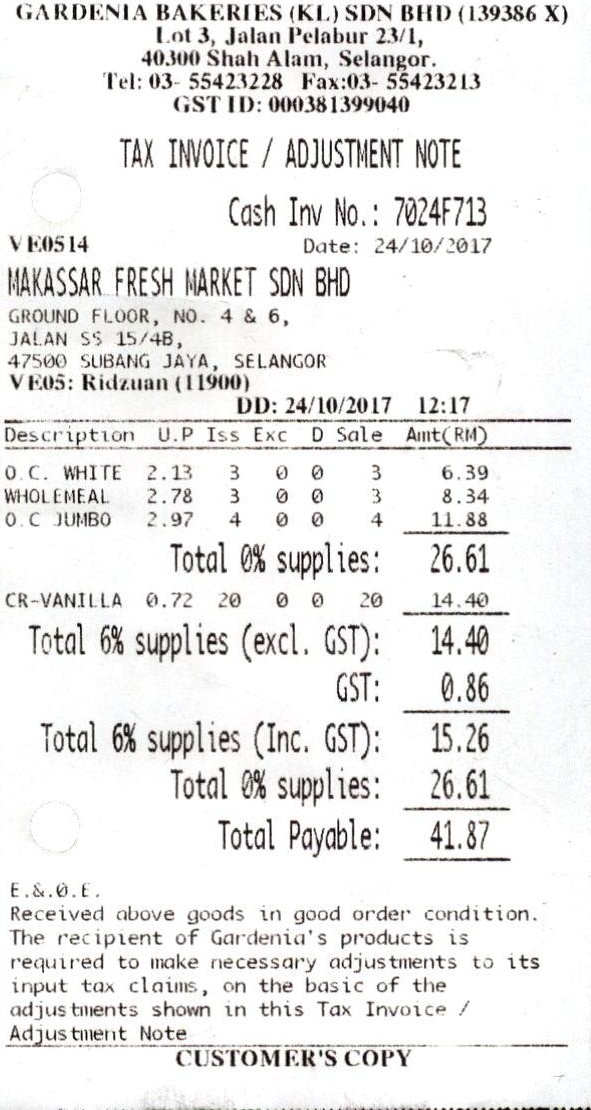 GARDENIA BAKERIES (KL) SDN BHD (139386 X)
Lot 3, Jalan Pelabur 23/1,
40300 Shah Alam, Selangor.
Tel: 03- 55423228 Fax:03- 55423213
GST ID: 000381399040
TAX INVOICE / ADJUSTMENT NOTE
Cash Inv No.: 7024F713
VE0514 Date: 24/10/2017
MAKASSAR FRESH MARKET SDN BHD
GROUND FLOOR, NO. 4 & 6,
JALAN SS 15/4B,
47500 SUBANG JAYA, SELANGOR
VE05: Ridzuan (11900)
DD: 24/10/2017 12:17
Description U.P Iss Exc D Sale Amt(RM)
O.C. WHITE 2.13 3 0 0 3 6.39
WHOLEMEAL 2.78 3 0 0 3 8.34
O.C JUMBO 2.97 4 0 0 4 11.88
Total 0% supplies: 26.61
CR-VANILLA 0.72 20 0 0 20 14.40
Total 6% supplies (excl. GST): 14.40
GST: 0.86
Total 6% supplies (Inc. GST): 15.26
Total 0% supplies: 26.61
Total Payable: 41.87
E.&.O.E.
Received above goods in good order condition.
The recipient of Gardenia's products is
required to make necessary adjustments to its
input tax claims, on the basic of the
adjustments shown in this Tax Invoice /
Adjustment Note
CUSTOMER'S COPY